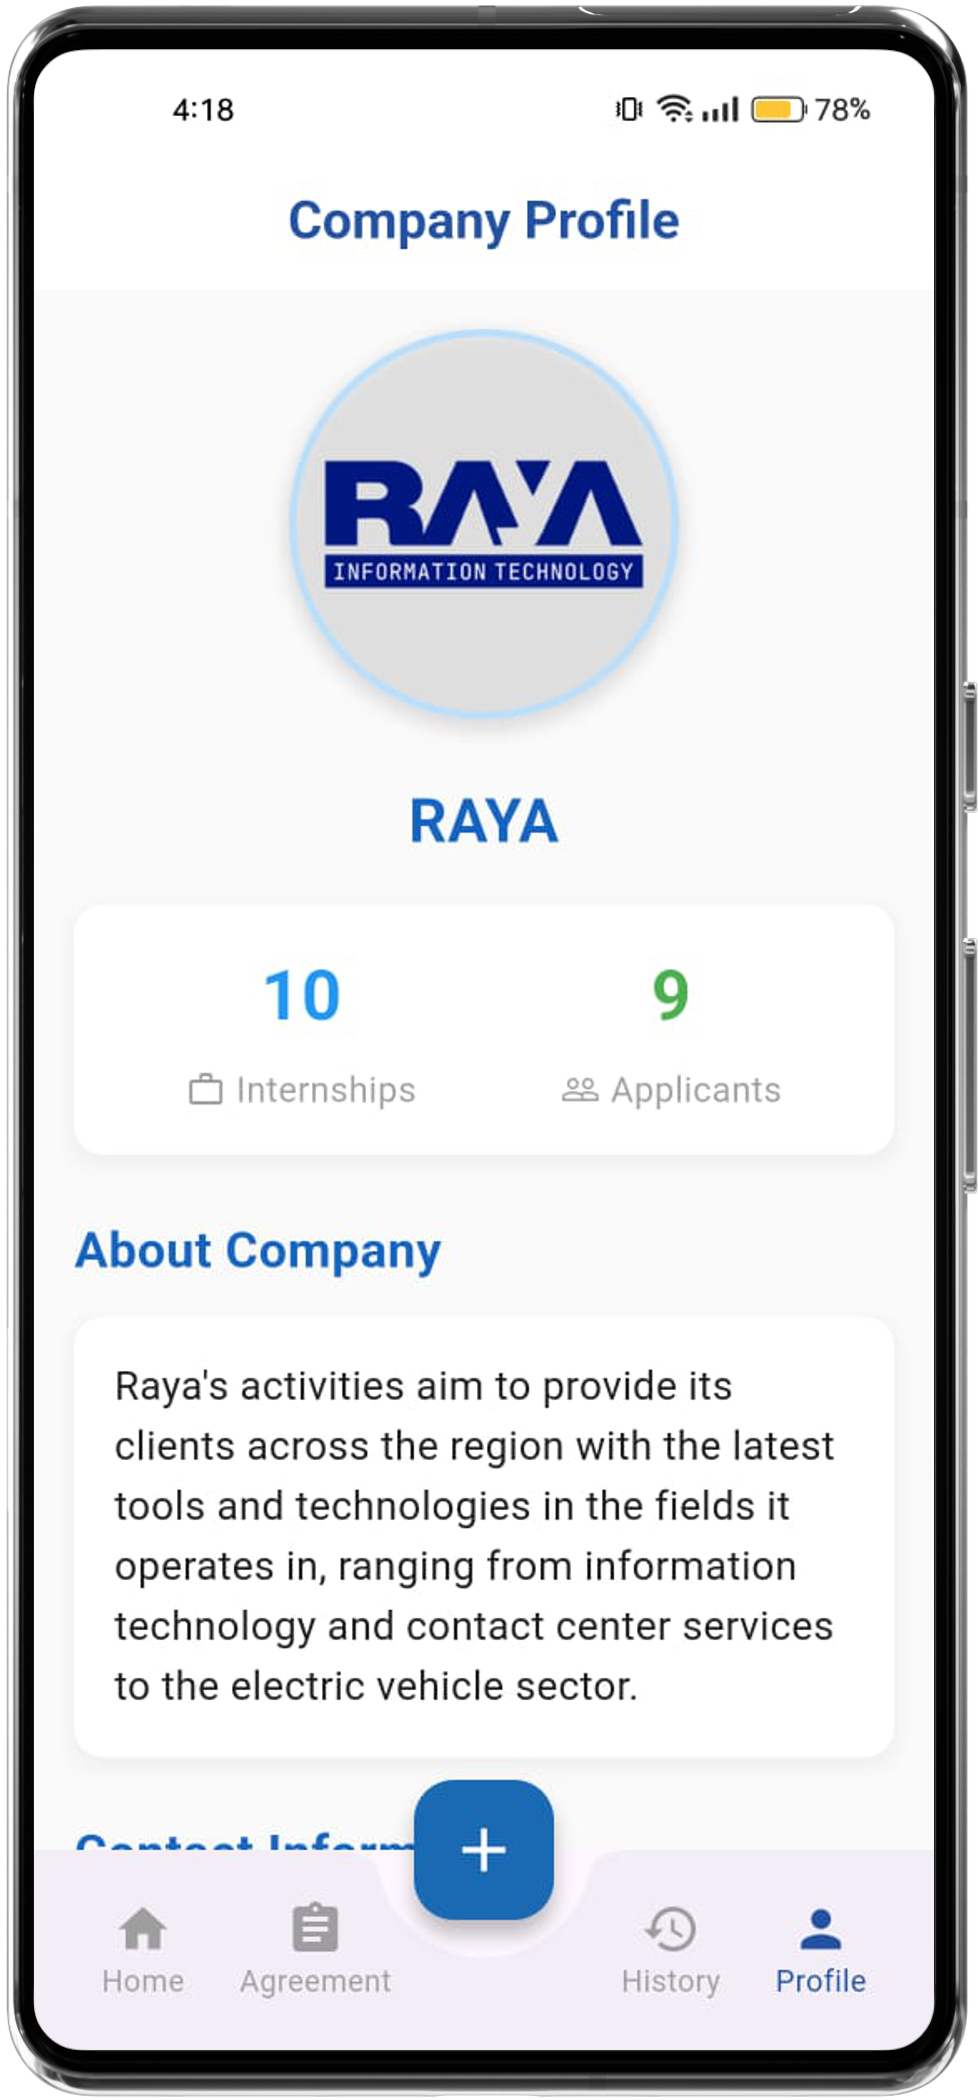 4:18 78%
Company Profile
RAYA
INFORMATION TECHNOLOGY
RAYA
10 9
Internships Applicants
About Company
Raya's activities aim to provide its
clients across the region with the latest
tools and technologies in the fields it
operates in, ranging from information
technology and contact center services
to the electric vehicle sector.
Contact
+
Home Agreement History Profile